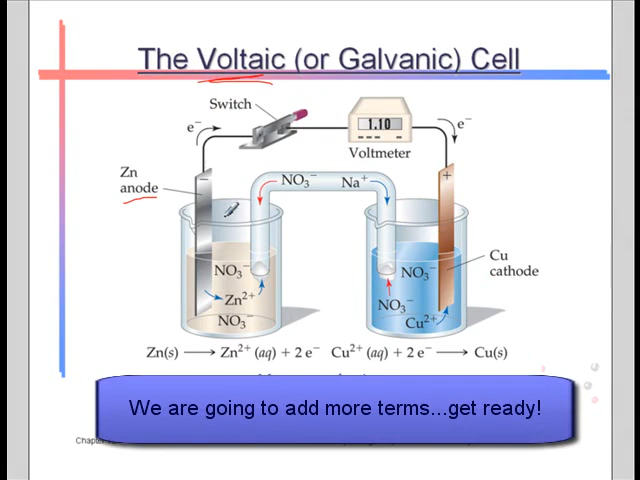 The Voltaic (or Galvanic) Cell
Switch
e⁻
1.10
e⁻
Voltmeter
Zn
anode
−
+
NO₃⁻
Na⁺
Cu
cathode
NO₃⁻
NO₃⁻
Zn²⁺
NO₃⁻
NO₃⁻
Cu²⁺
Zn(s) ⟶ Zn²⁺ (aq) + 2 e⁻ Cu²⁺ (aq) + 2 e⁻ ⟶ Cu(s)
We are going to add more terms...get ready!